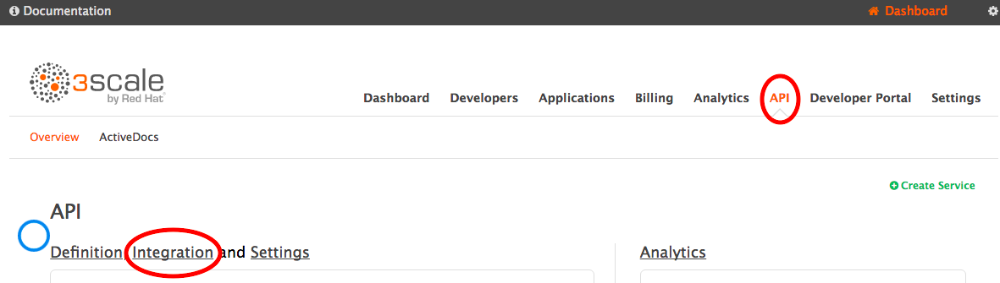 Documentation Dashboard
3scale
by Red Hat
Dashboard Developers Applications Billing Analytics API Developer Portal Settings
Overview ActiveDocs
Create Service
API
Definition, Integration and Settings
Analytics